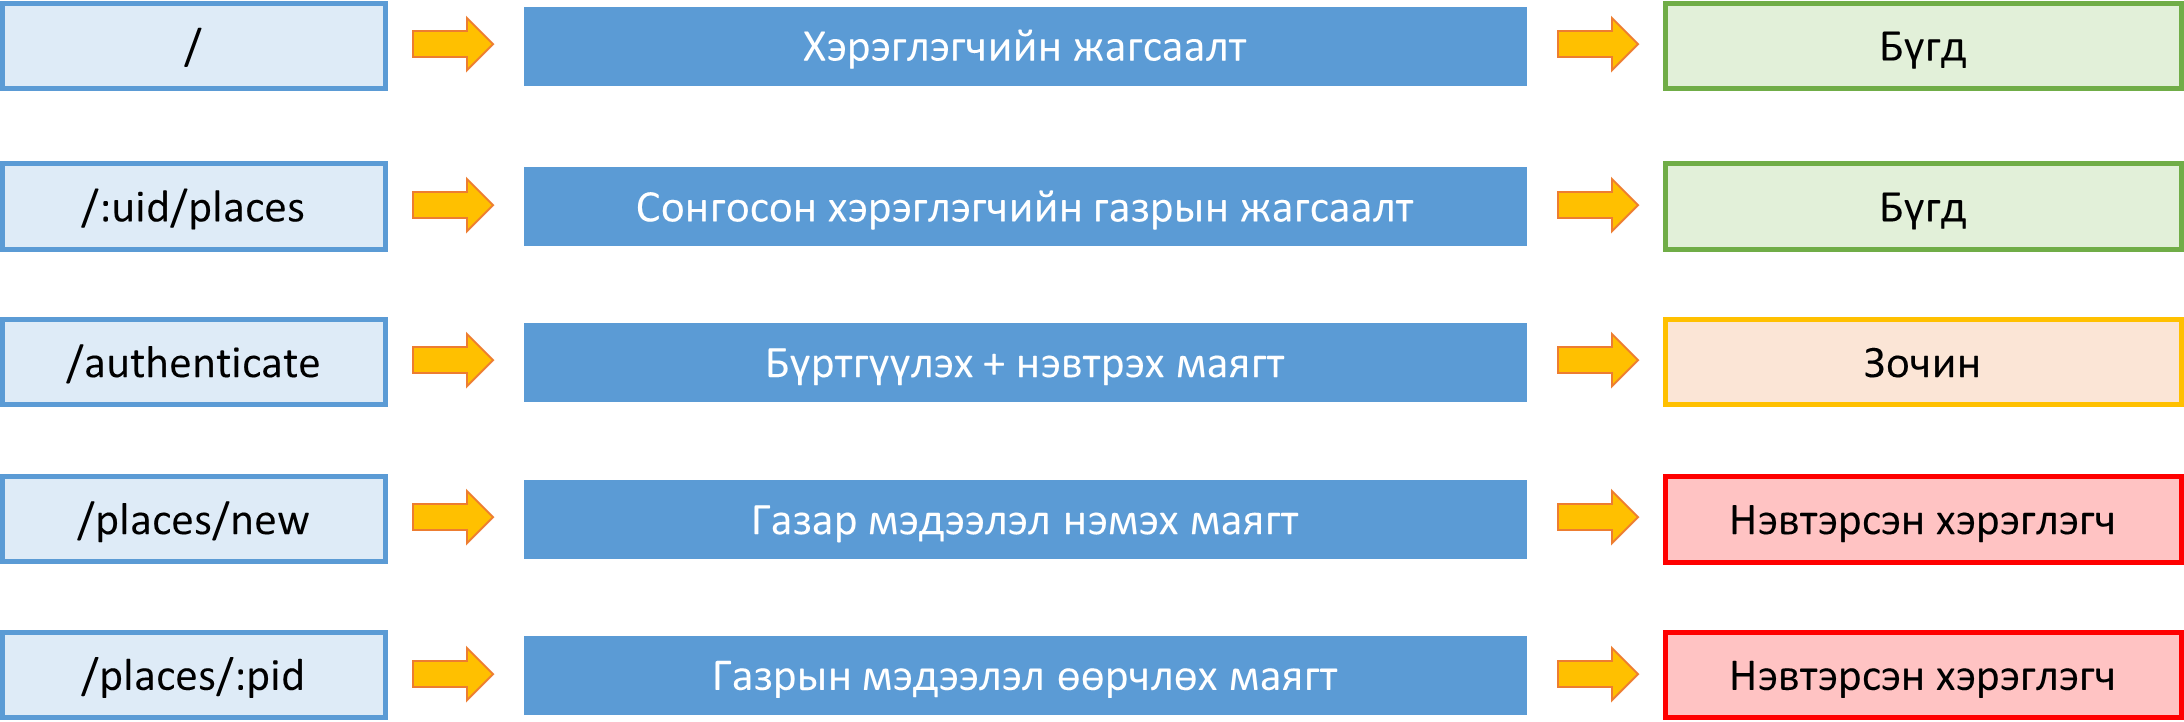 /
Хэрэглэгчийн жагсаалт
Бүгд
/:uid/places
Сонгосон хэрэглэгчийн газрын жагсаалт
Бүгд
/authenticate
Бүртгүүлэх + нэвтрэх маягт
Зочин
/places/new
Газар мэдээлэл нэмэх маягт
Нэвтэрсэн хэрэглэгч
/places/:pid
Газрын мэдээлэл өөрчлөх маягт
Нэвтэрсэн хэрэглэгч